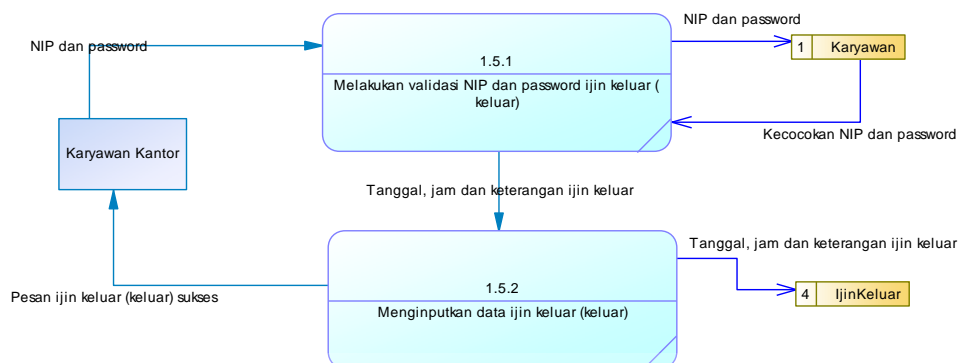 NIP dan password
NIP dan password
1.5.1
Melakukan validasi NIP dan password ijin keluar (
keluar)
1 Karyawan
Kecocokan NIP dan password
Karyawan Kantor
Tanggal, jam dan keterangan ijin keluar
Tanggal, jam dan keterangan ijin keluar
1.5.2
Menginputkan data ijin keluar (keluar)
4 IjinKeluar
Pesan ijin keluar (keluar) sukses